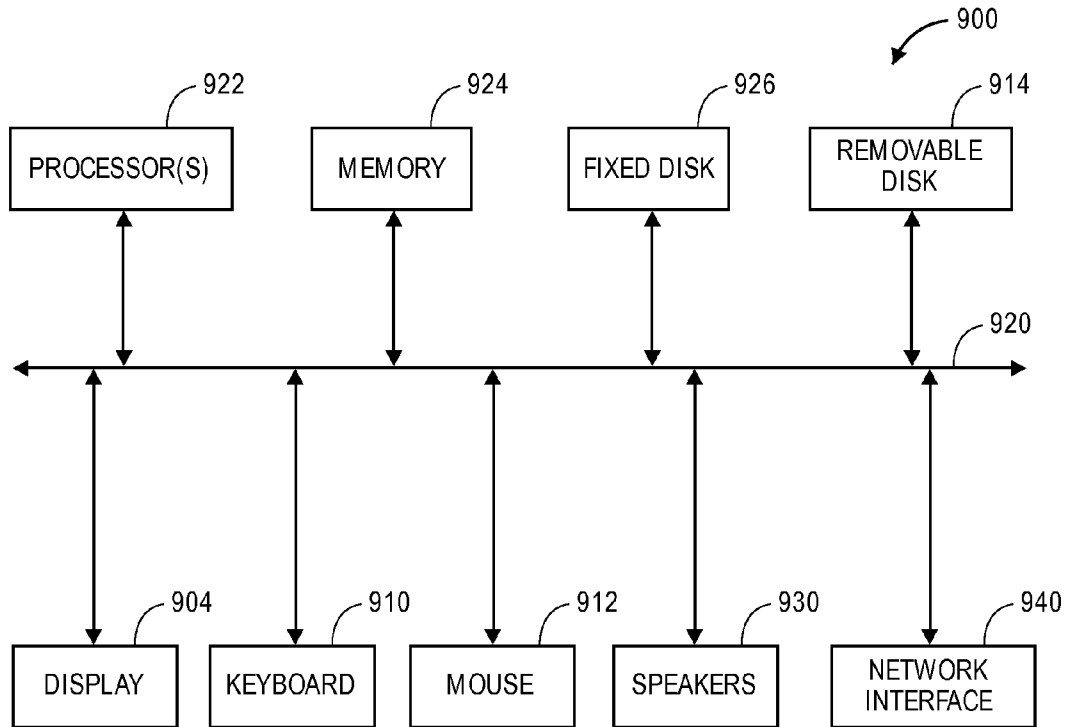 900
922
924
926
914
PROCESSOR(S)
MEMORY
FIXED DISK
REMOVABLE
DISK
920
904
910
912
930
940
DISPLAY
KEYBOARD
MOUSE
SPEAKERS
NETWORK
INTERFACE